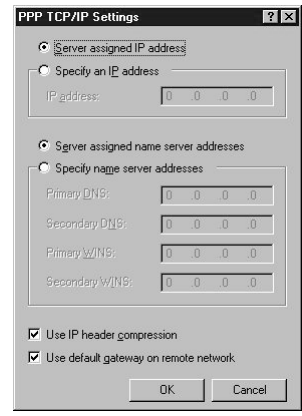 PPP TCP/IP Settings
Server assigned IP address
Specify an IP address
IP address: 0 .0 .0 .0
Server assigned name server addresses
Specify name server addresses
Primary DNS: 0 .0 .0 .0
Secondary DNS: 0 .0 .0 .0
Primary WINS: 0 .0 .0 .0
Secondary WINS: 0 .0 .0 .0
Use IP header compression
Use default gateway on remote network
OK Cancel